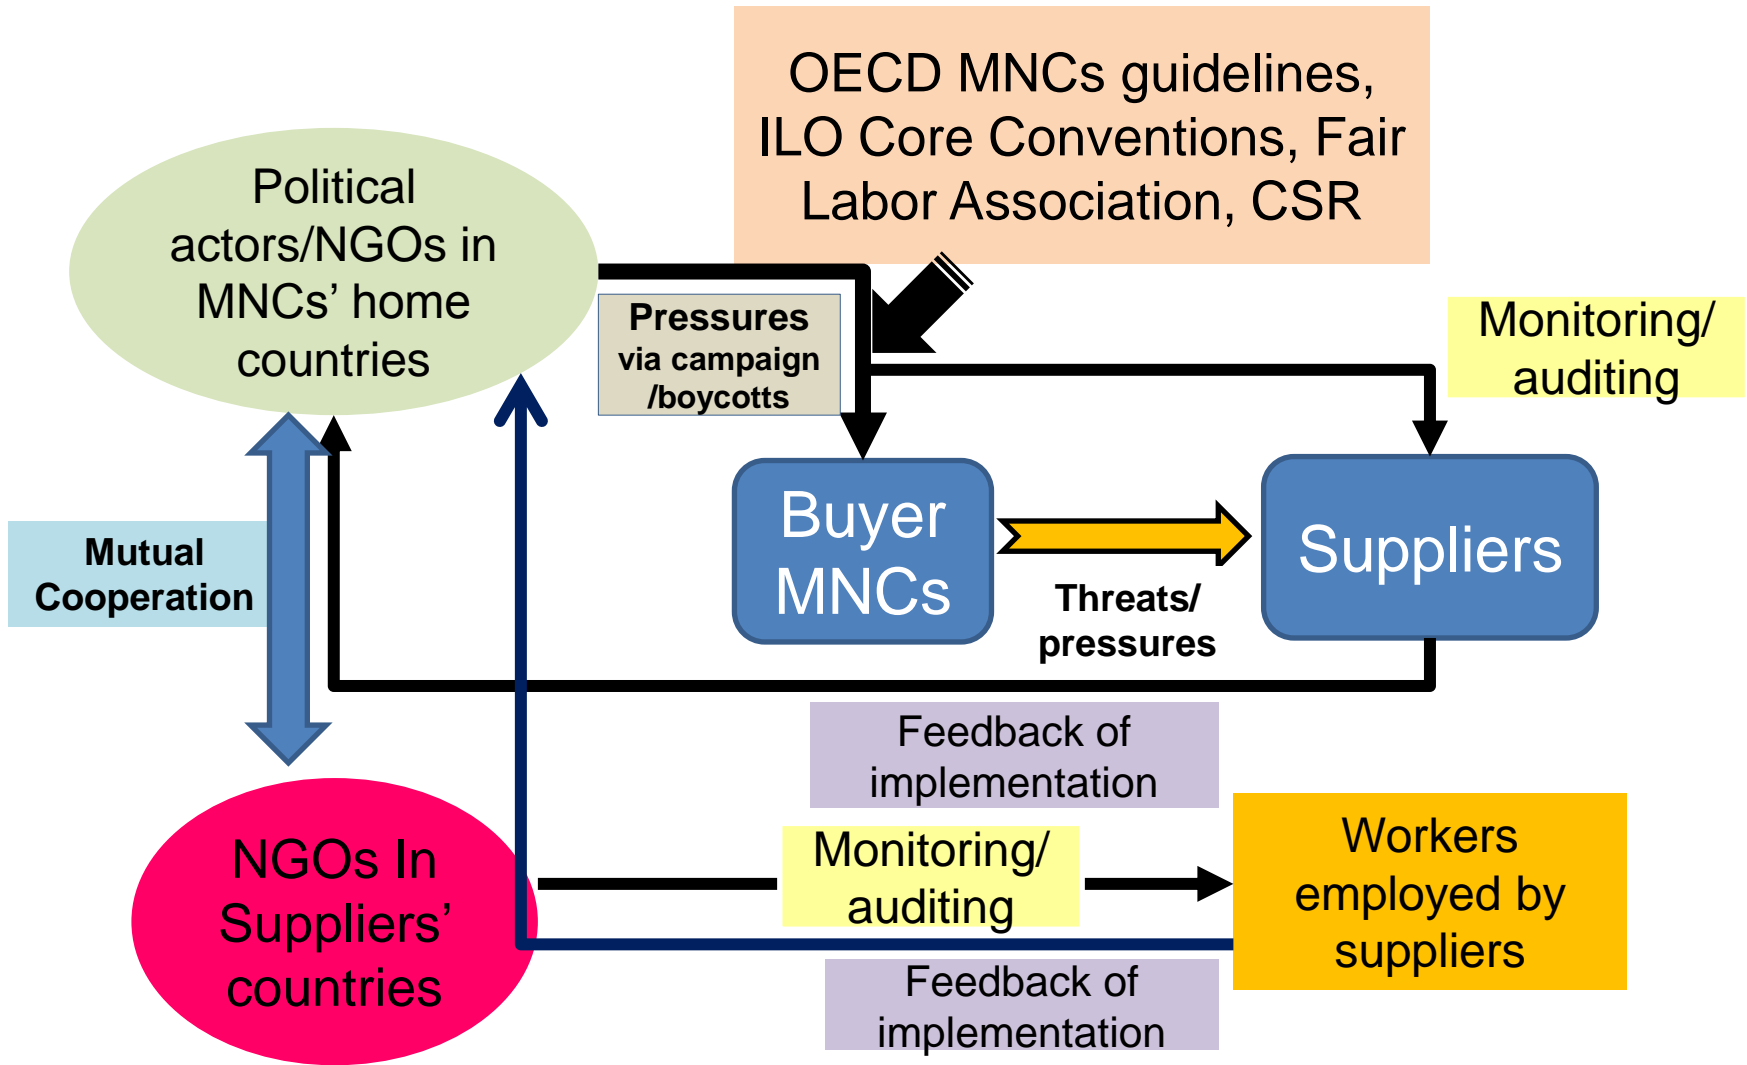 OECD MNCs guidelines,
ILO Core Conventions, Fair
Labor Association, CSR
Political
actors/NGOs in
MNCs’ home
countries
Pressures
via campaign
/boycotts
Monitoring/
auditing
Buyer
MNCs
Suppliers
Threats/
pressures
Mutual
Cooperation
Feedback of
implementation
NGOs In
Suppliers’
countries
Monitoring/
auditing
Workers
employed by
suppliers
Feedback of
implementation